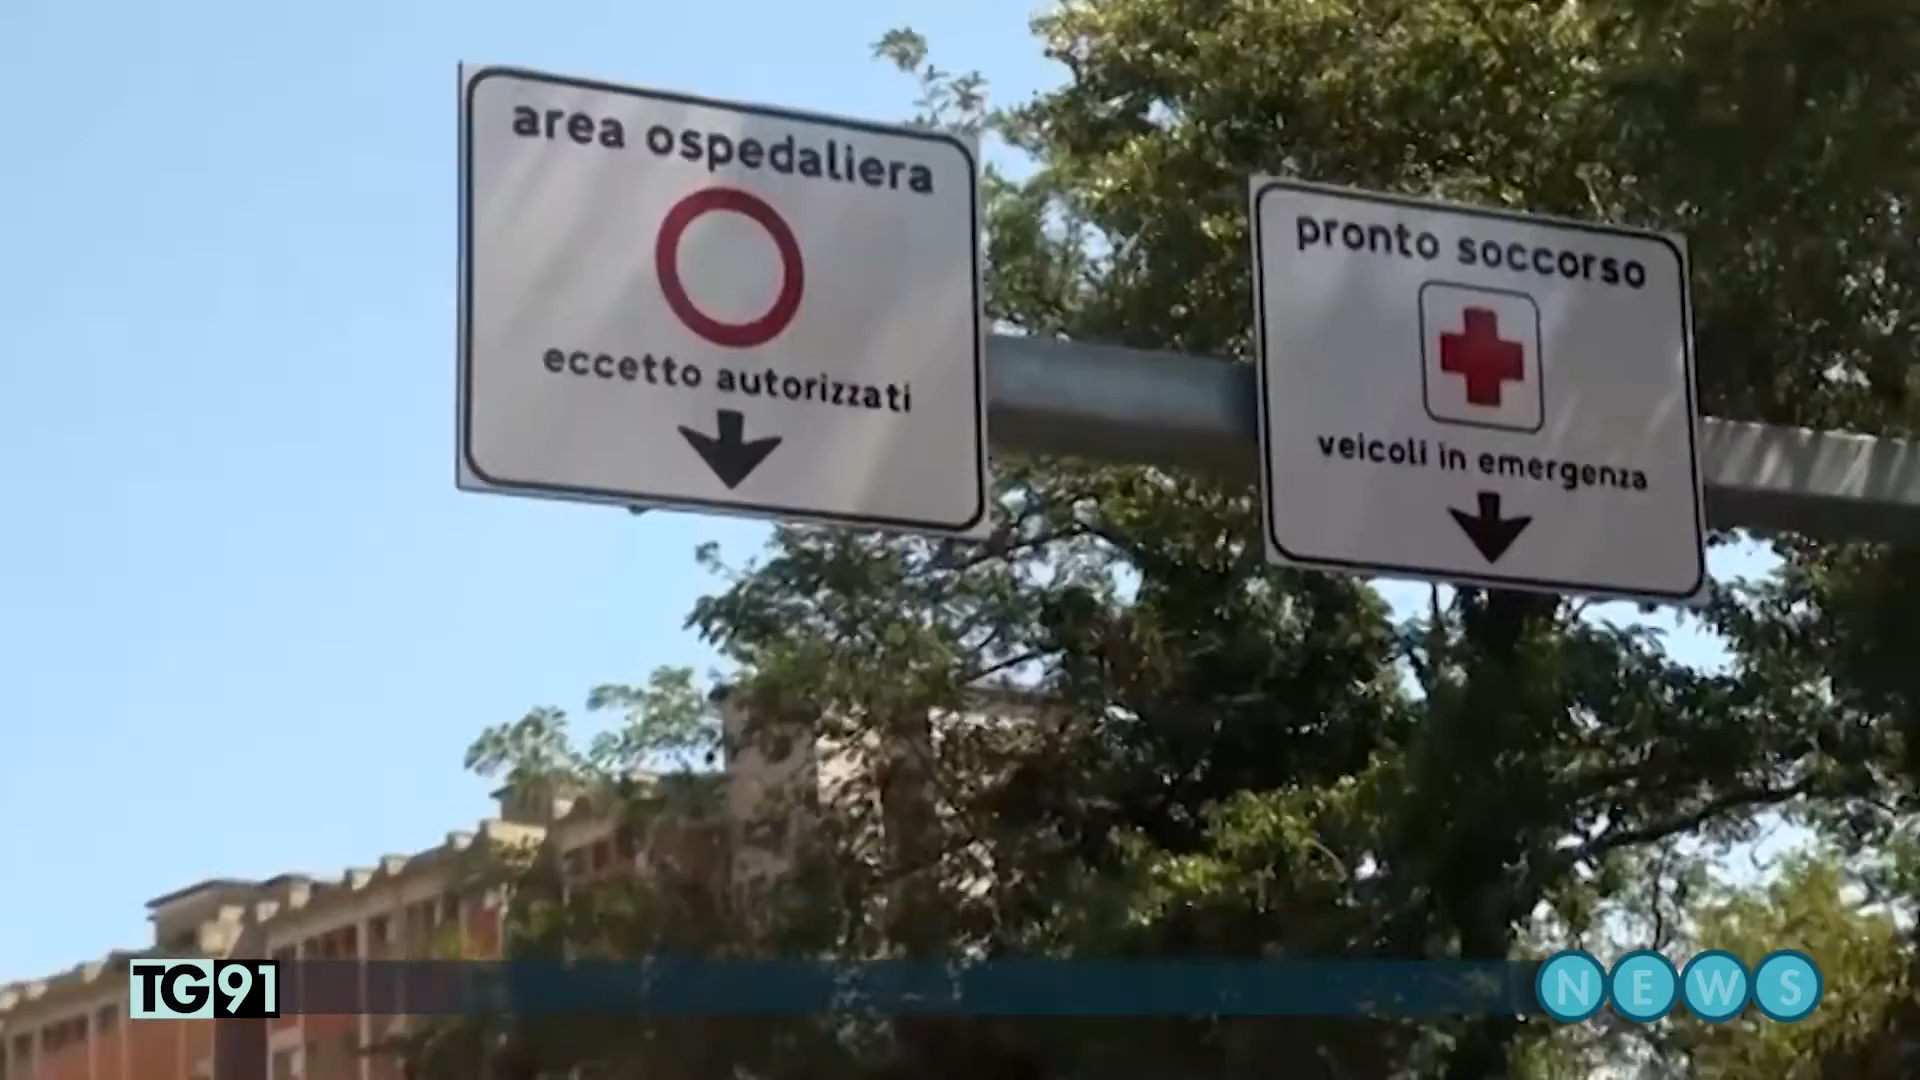 area ospedaliera
eccetto autorizzati
pronto soccorso
veicoli in emergenza
TG91
NEWS